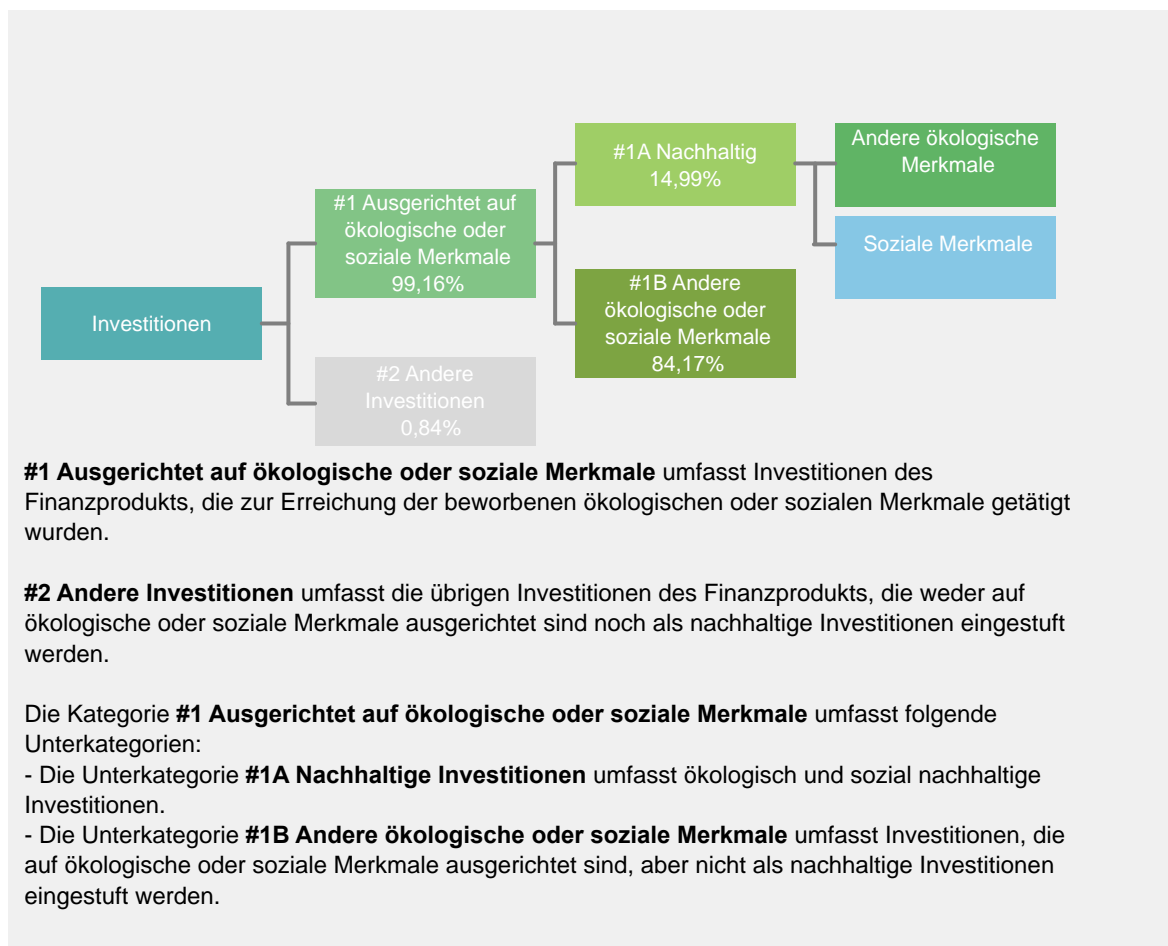 Investitionen
#1 Ausgerichtet auf
ökologische oder
soziale Merkmale
99,16%
#2 Andere
Investitionen
0,84%
#1A Nachhaltig
14,99%
#1B Andere
ökologische oder
soziale Merkmale
84,17%
Andere ökologische
Merkmale
Soziale Merkmale
#1 Ausgerichtet auf ökologische oder soziale Merkmale umfasst Investitionen des
Finanzprodukts, die zur Erreichung der beworbenen ökologischen oder sozialen Merkmale getätigt
wurden.
#2 Andere Investitionen umfasst die übrigen Investitionen des Finanzprodukts, die weder auf
ökologische oder soziale Merkmale ausgerichtet sind noch als nachhaltige Investitionen eingestuft
werden.
Die Kategorie #1 Ausgerichtet auf ökologische oder soziale Merkmale umfasst folgende
Unterkategorien:
- Die Unterkategorie #1A Nachhaltige Investitionen umfasst ökologisch und sozial nachhaltige
Investitionen.
- Die Unterkategorie #1B Andere ökologische oder soziale Merkmale umfasst Investitionen, die
auf ökologische oder soziale Merkmale ausgerichtet sind, aber nicht als nachhaltige Investitionen
eingestuft werden.